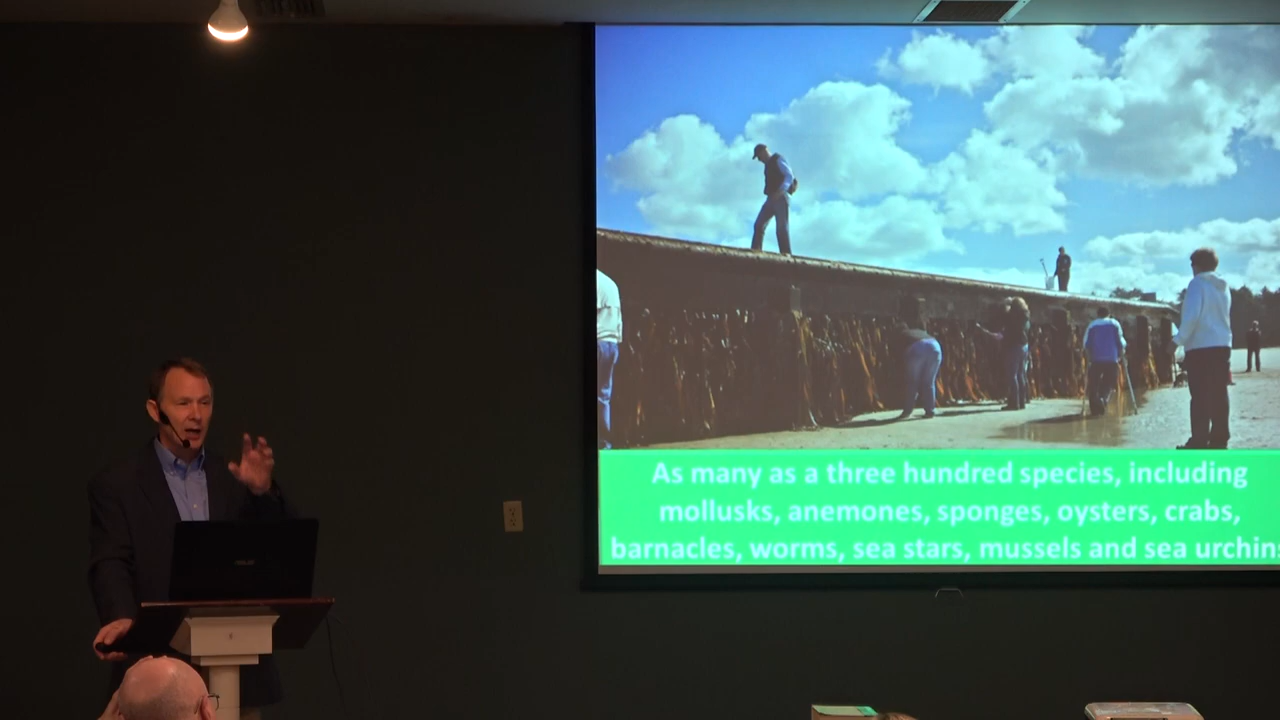 As many as a three hundred species, including
mollusks, anemones, sponges, oysters, crabs,
barnacles, worms, sea stars, mussels and sea urchin